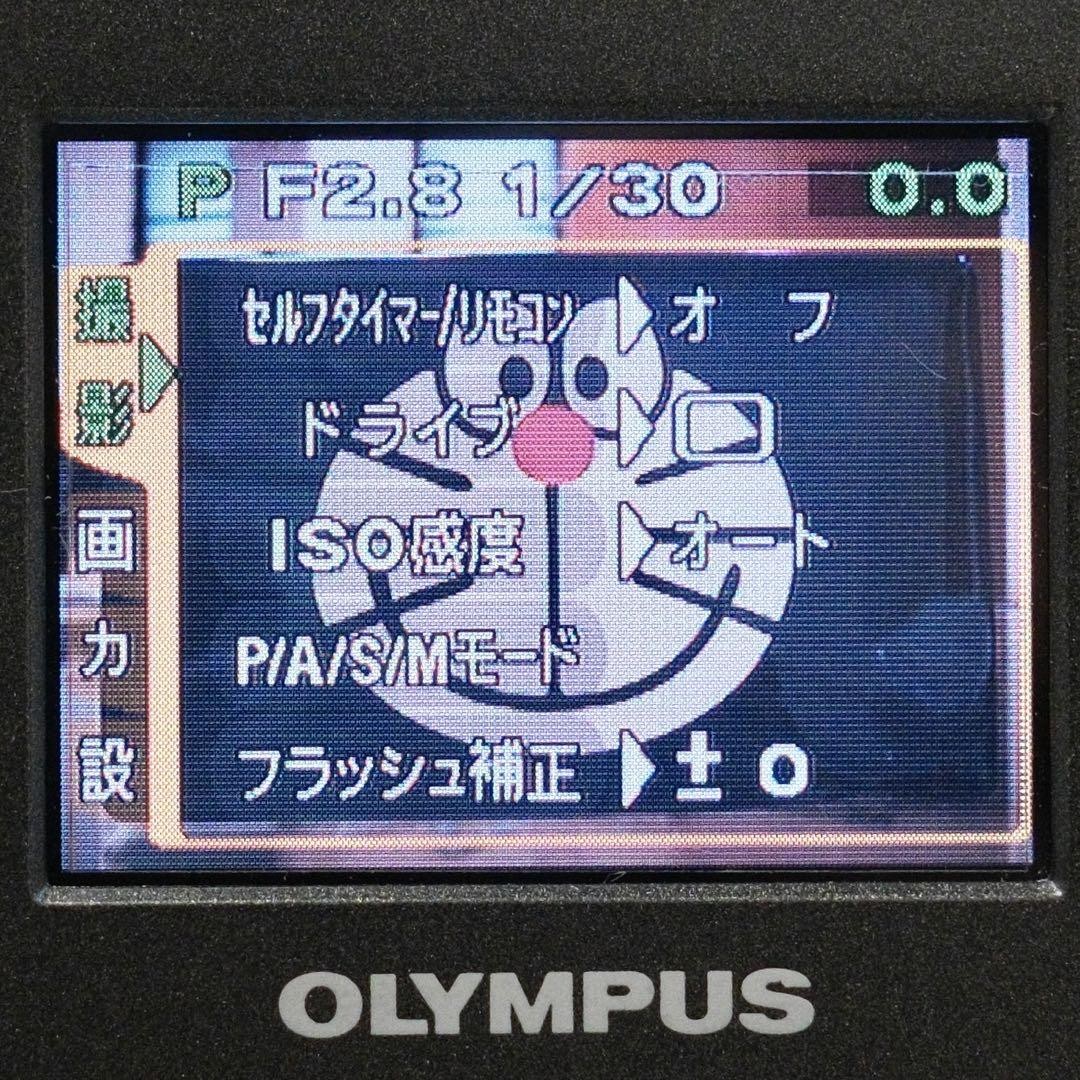 P F2.8 1/30 0.0
撮影
画
カ
設
セルフタイマー/リモコン オフ
ドライブ
ISO感度 オート
P/A/S/Mモード
フラッシュ補正 ±0
OLYMPUS